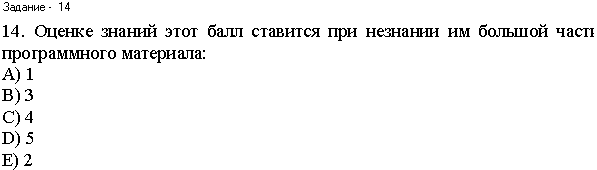 Задание - 14
14. Оценке знаний этот балл ставится при незнании им большой части
программного материала:
A) 1
B) 3
C) 4
D) 5
E) 2